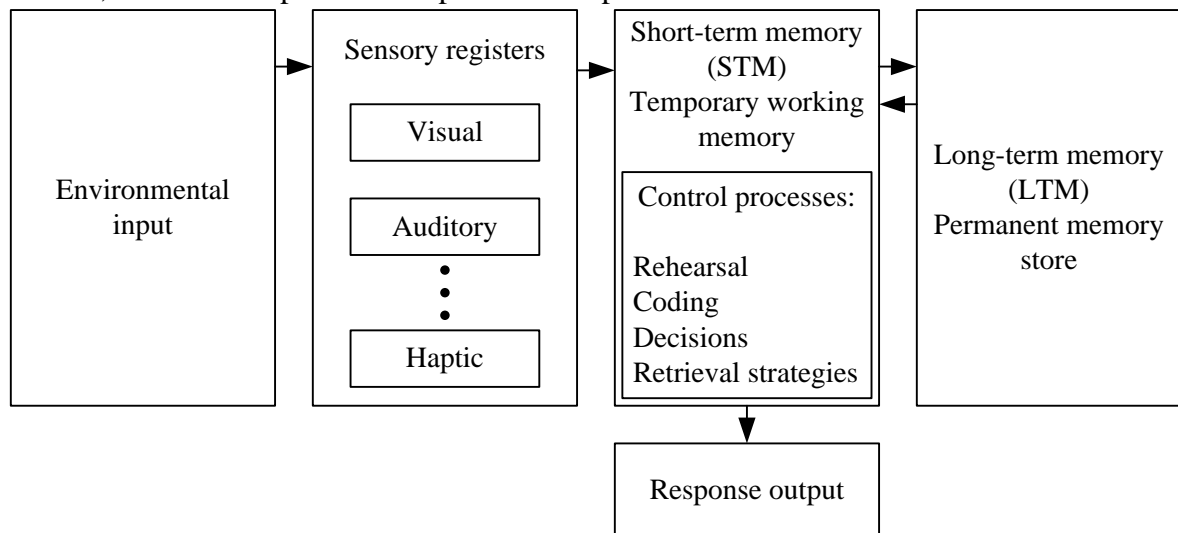 Environmental
input
Sensory registers
Visual
Auditory
Haptic
Short-term memory
(STM)
Temporary working
memory
Control processes:
Rehearsal
Coding
Decisions
Retrieval strategies
Long-term memory
(LTM)
Permanent memory
store
Response output